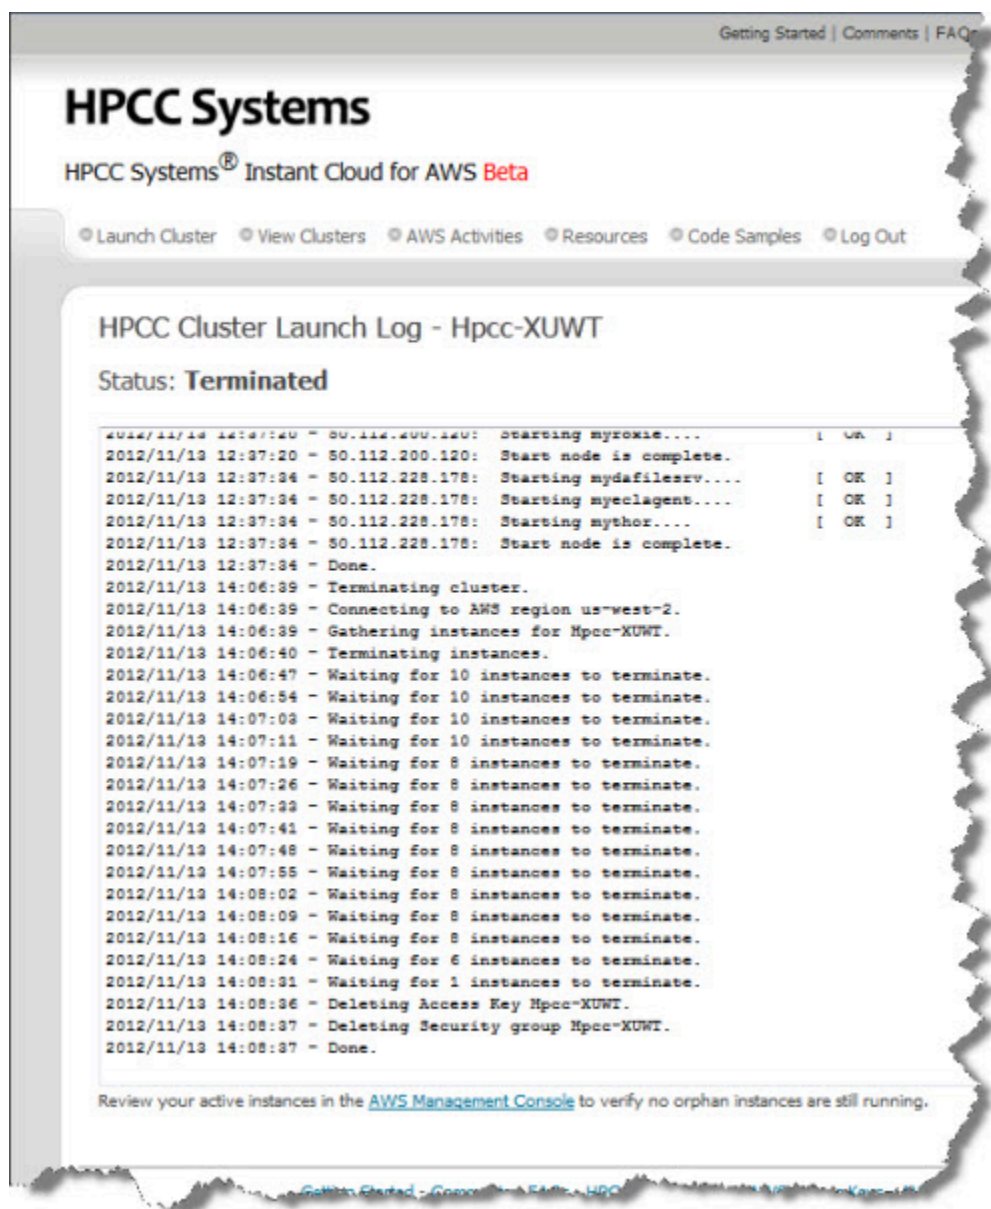 Getting Started | Comments | FAQs
HPCC Systems
HPCC Systems® Instant Cloud for AWS Beta
Launch Cluster View Clusters AWS Activities Resources Code Samples Log Out
HPCC Cluster Launch Log - Hpcc-XUWT
Status: Terminated
2012/11/13 12:37:20 - 50.112.200.120: Starting myroxie.... [ OK ]
2012/11/13 12:37:20 - 50.112.200.120: Start node is complete.
2012/11/13 12:37:34 - 50.112.228.178: Starting mydafilesrv.... [ OK ]
2012/11/13 12:37:34 - 50.112.228.178: Starting myeclagent.... [ OK ]
2012/11/13 12:37:34 - 50.112.228.178: Starting mythor.... [ OK ]
2012/11/13 12:37:34 - 50.112.228.178: Start node is complete.
2012/11/13 12:37:34 - Done.
2012/11/13 14:06:39 - Terminating cluster.
2012/11/13 14:06:39 - Connecting to AWS region us-west-2.
2012/11/13 14:06:39 - Gathering instances for Hpcc-XUWT.
2012/11/13 14:06:40 - Terminating instances.
2012/11/13 14:06:47 - Waiting for 10 instances to terminate.
2012/11/13 14:06:54 - Waiting for 10 instances to terminate.
2012/11/13 14:07:03 - Waiting for 10 instances to terminate.
2012/11/13 14:07:11 - Waiting for 10 instances to terminate.
2012/11/13 14:07:19 - Waiting for 8 instances to terminate.
2012/11/13 14:07:26 - Waiting for 8 instances to terminate.
2012/11/13 14:07:33 - Waiting for 8 instances to terminate.
2012/11/13 14:07:41 - Waiting for 8 instances to terminate.
2012/11/13 14:07:48 - Waiting for 8 instances to terminate.
2012/11/13 14:07:55 - Waiting for 8 instances to terminate.
2012/11/13 14:08:02 - Waiting for 8 instances to terminate.
2012/11/13 14:08:09 - Waiting for 8 instances to terminate.
2012/11/13 14:08:16 - Waiting for 8 instances to terminate.
2012/11/13 14:08:24 - Waiting for 6 instances to terminate.
2012/11/13 14:08:31 - Waiting for 1 instances to terminate.
2012/11/13 14:08:36 - Deleting Access Key Hpcc-XUWT.
2012/11/13 14:08:37 - Deleting Security group Hpcc-XUWT.
2012/11/13 14:08:37 - Done.
Review your active instances in the AWS Management Console to verify no orphan instances are still running.